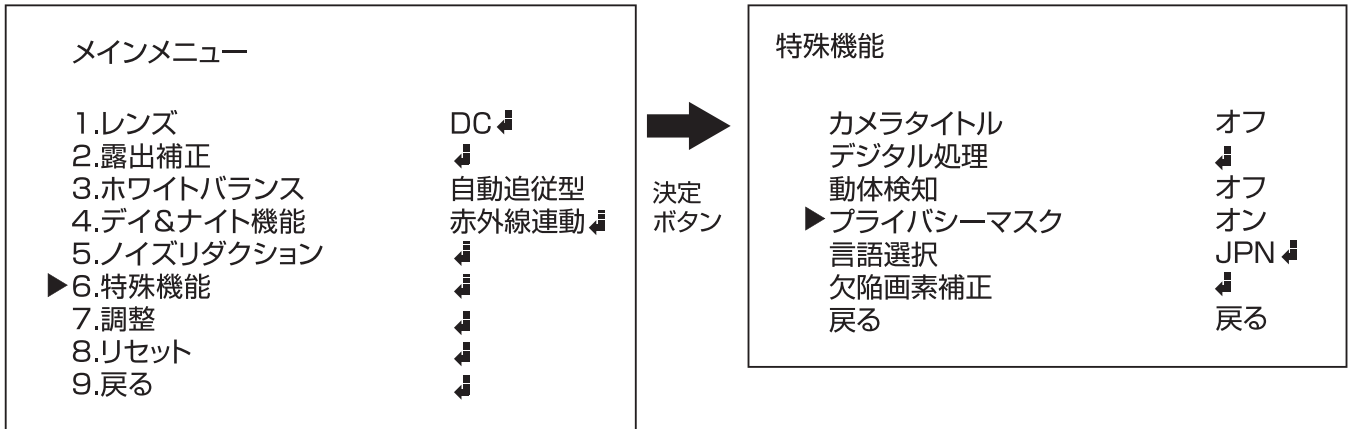 メインメニュー
1.レンズ DC↲
2.露出補正 ↲
3.ホワイトバランス 自動追従型
4.デイ&ナイト機能 赤外線連動↲
5.ノイズリダクション ↲
▶6.特殊機能 ↲
7.調整 ↲
8.リセット ↲
9.戻る ↲
決定
ボタン
特殊機能
カメラタイトル オフ
デジタル処理 ↲
動体検知 オフ
▶プライバシーマスク オン
言語選択 JPN↲
欠陥画素補正 ↲
戻る 戻る